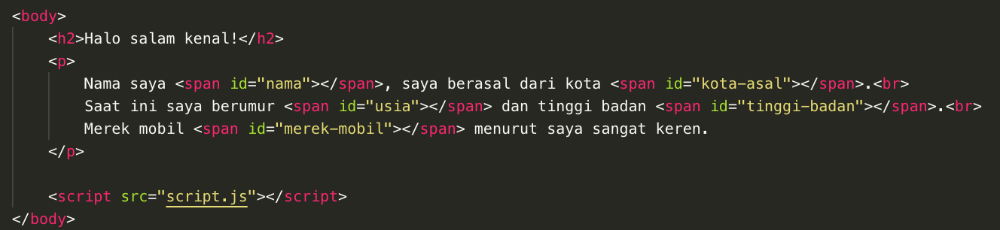 <body>
<h2>Halo salam kenal!</h2>
<p>
Nama saya <span id="nama"></span>, saya berasal dari kota <span id="kota-asal"></span>.<br>
Saat ini saya berumur <span id="usia"></span> dan tinggi badan <span id="tinggi-badan"></span>.<br>
Merek mobil <span id="merek-mobil"></span> menurut saya sangat keren.
</p>
<script src="script.js"></script>
</body>